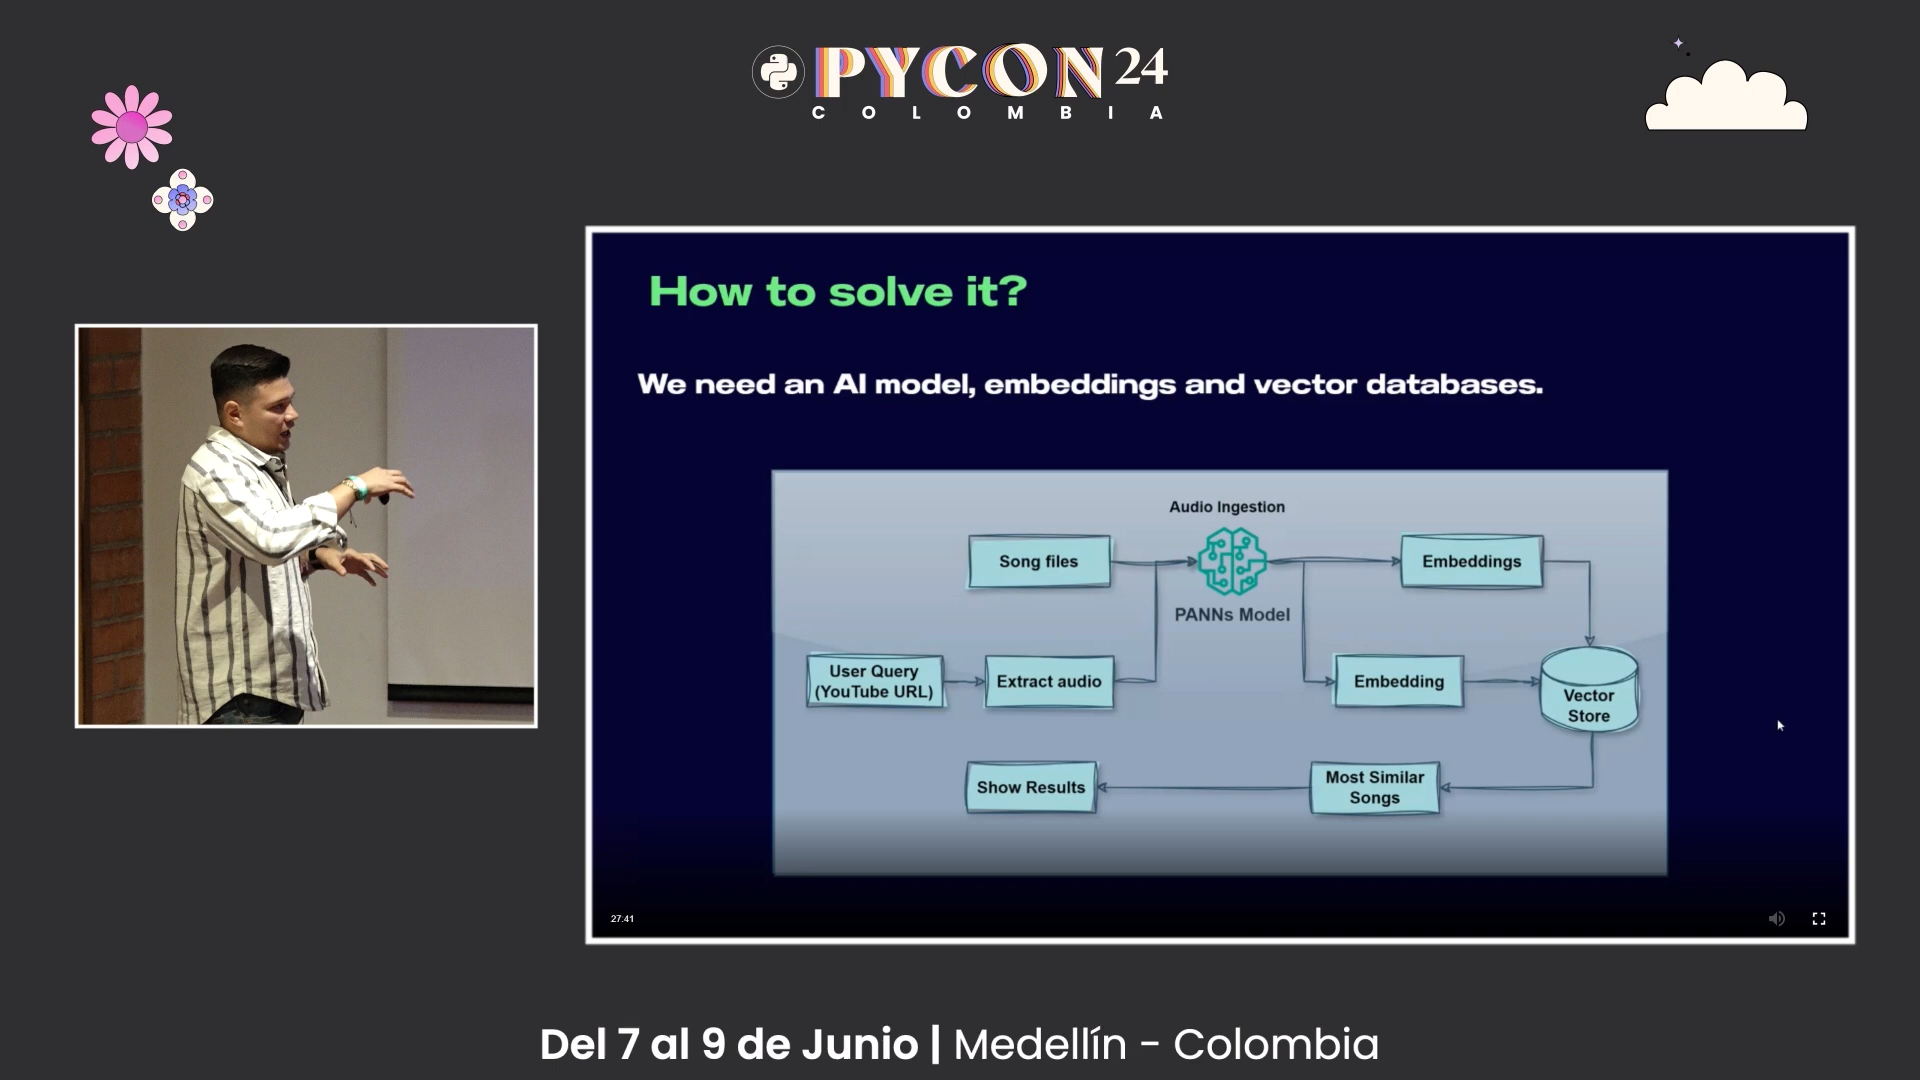 PYCON 24
COLOMBIA
How to solve it?
We need an AI model, embeddings and vector databases.
Audio Ingestion
Song files
Embeddings
PANNs Model
User Query
(YouTube URL)
Extract audio
Embedding
Vector
Store
Show Results
Most Similar
Songs
27:41
Del 7 al 9 de Junio | Medellín - Colombia